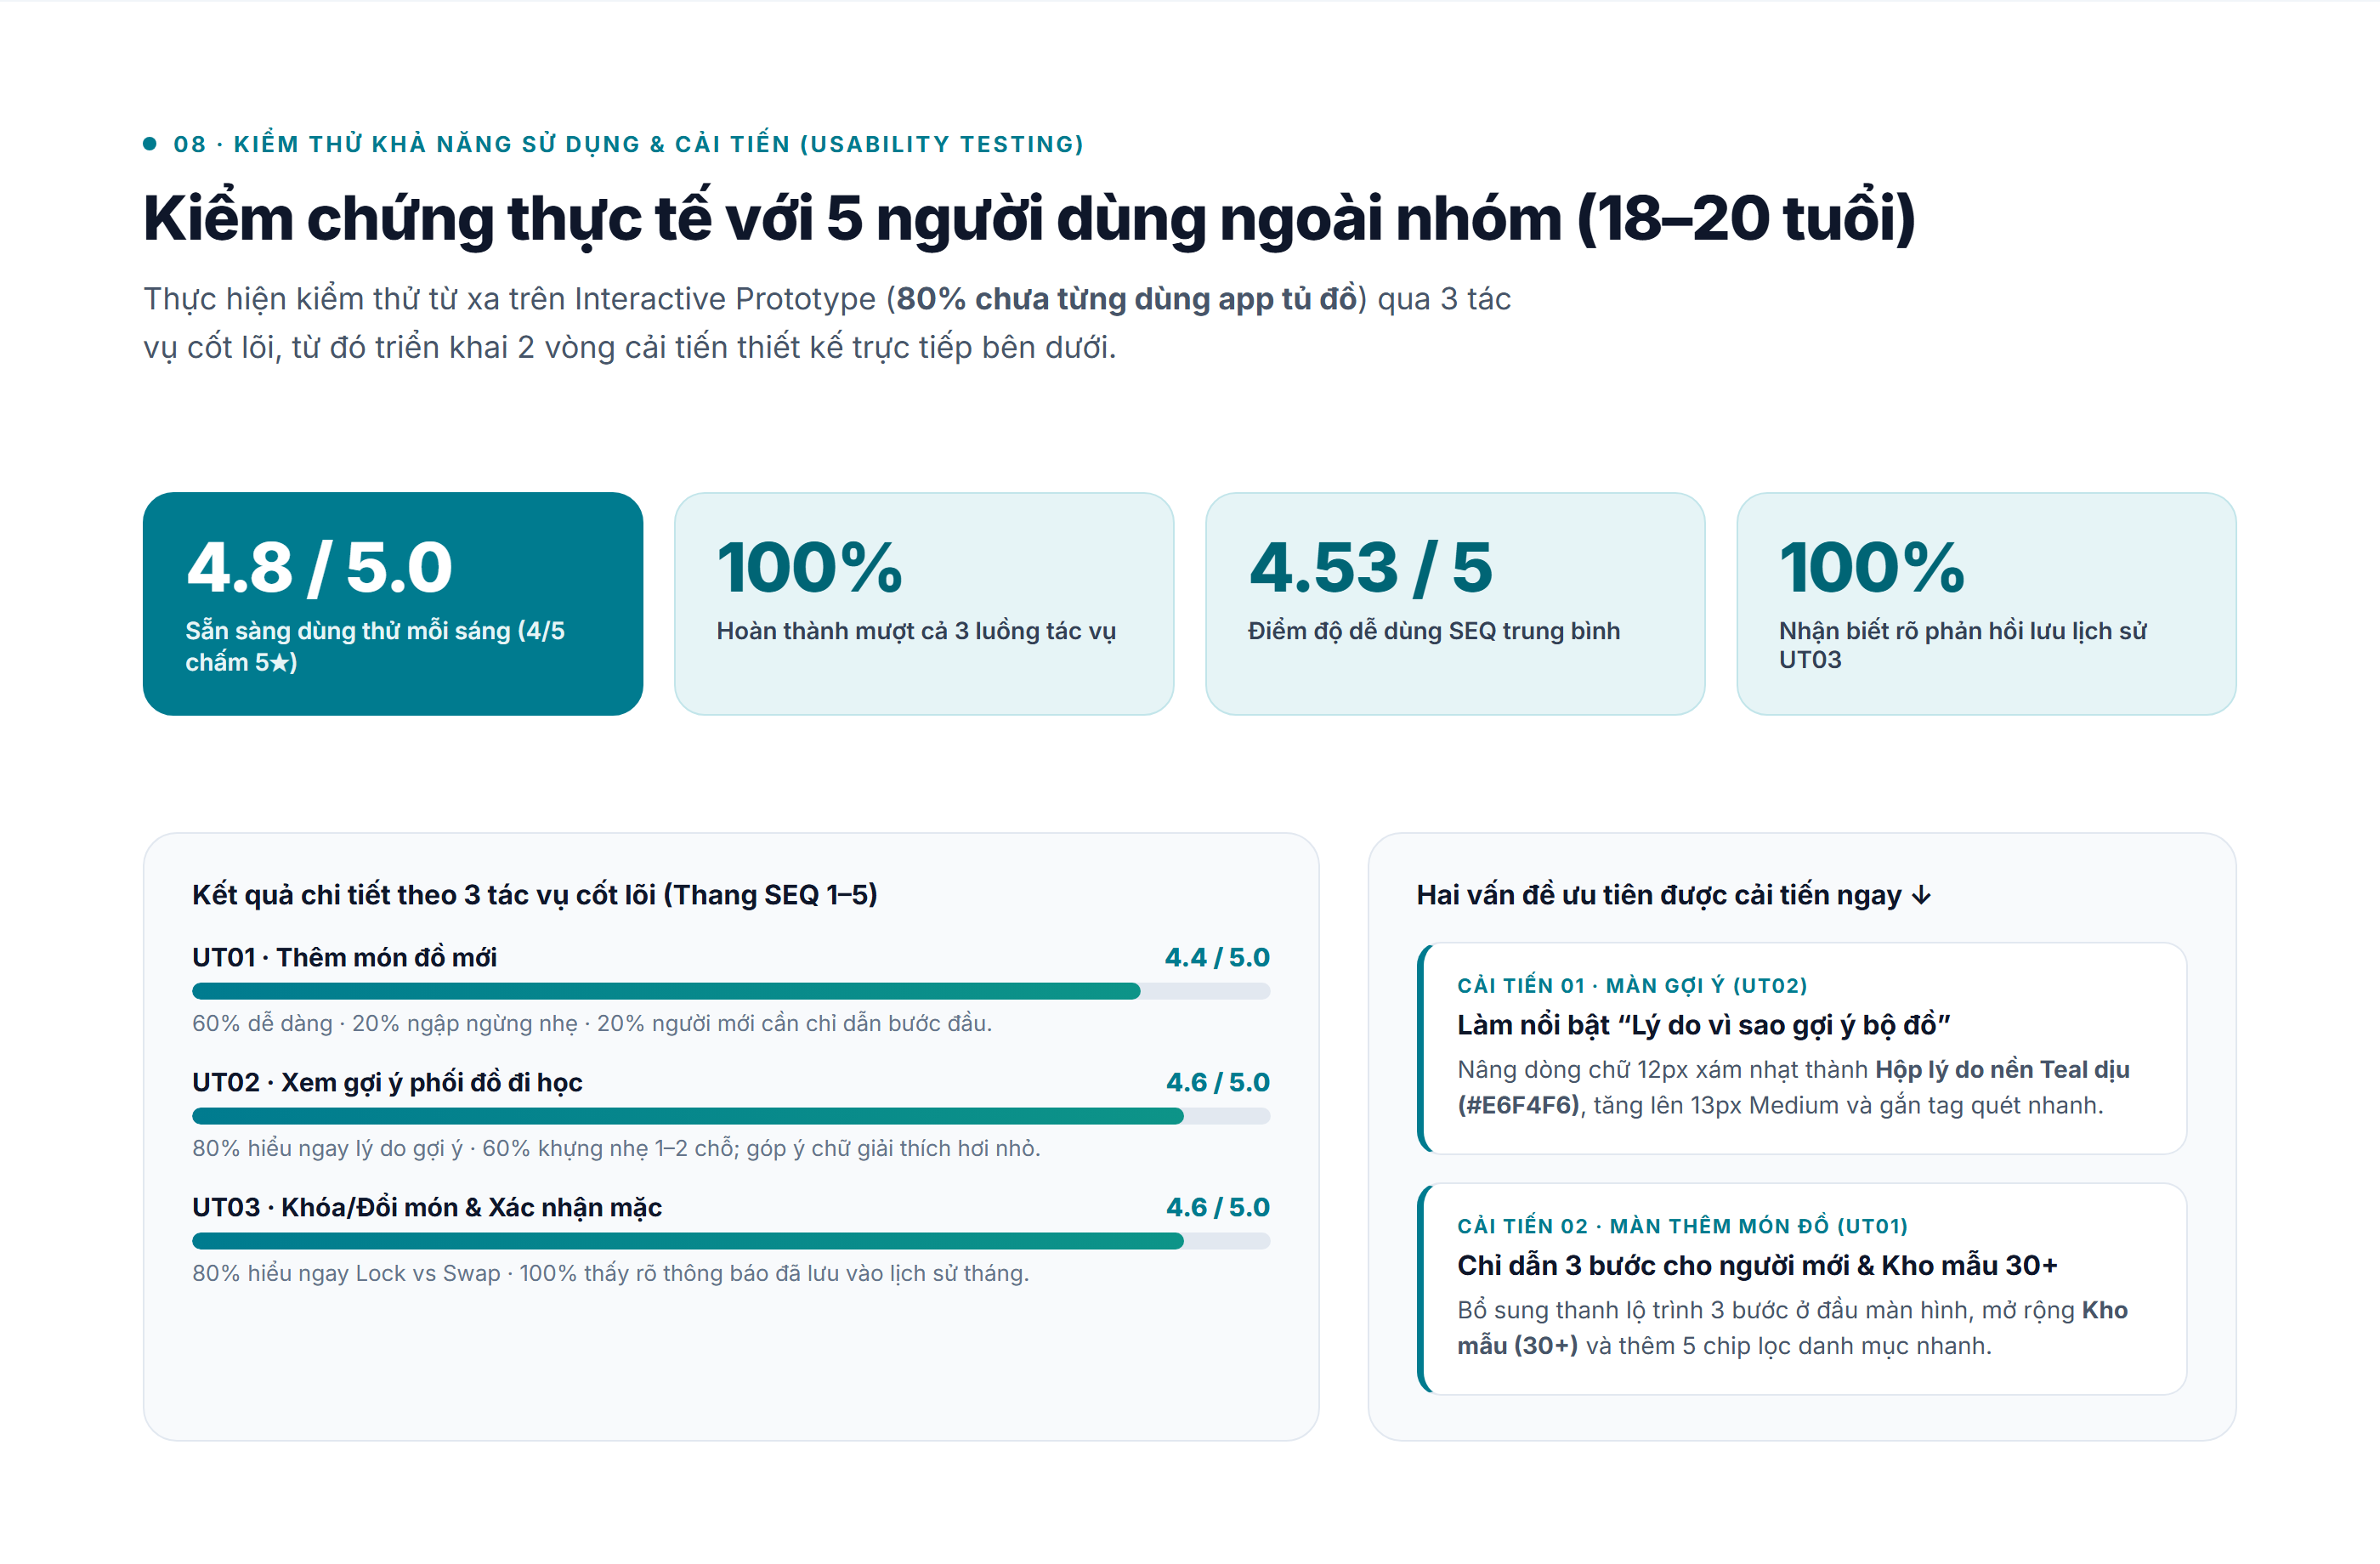 08 · KIỂM THỬ KHẢ NĂNG SỬ DỤNG & CẢI TIẾN (USABILITY TESTING)
Kiểm chứng thực tế với 5 người dùng ngoài nhóm (18–20 tuổi)
Thực hiện kiểm thử từ xa trên Interactive Prototype (80% chưa từng dùng app tủ đồ) qua 3 tác
vụ cốt lõi, từ đó triển khai 2 vòng cải tiến thiết kế trực tiếp bên dưới.
4.8 / 5.0
Sẵn sàng dùng thử mỗi sáng (4/5
chấm 5★)
100%
Hoàn thành mượt cả 3 luồng tác vụ
4.53 / 5
Điểm độ dễ dùng SEQ trung bình
100%
Nhận biết rõ phản hồi lưu lịch sử
UT03
Kết quả chi tiết theo 3 tác vụ cốt lõi (Thang SEQ 1–5)
UT01 · Thêm món đồ mới
4.4 / 5.0
60% dễ dàng · 20% ngập ngừng nhẹ · 20% người mới cần chỉ dẫn bước đầu.
UT02 · Xem gợi ý phối đồ đi học
4.6 / 5.0
80% hiểu ngay lý do gợi ý · 60% khựng nhẹ 1–2 chỗ; góp ý chữ giải thích hơi nhỏ.
UT03 · Khóa/Đổi món & Xác nhận mặc
4.6 / 5.0
80% hiểu ngay Lock vs Swap · 100% thấy rõ thông báo đã lưu vào lịch sử tháng.
Hai vấn đề ưu tiên được cải tiến ngay ↓
CẢI TIẾN 01 · MÀN GỢI Ý (UT02)
Làm nổi bật “Lý do vì sao gợi ý bộ đồ”
Nâng dòng chữ 12px xám nhạt thành Hộp lý do nền Teal dịu
(#E6F4F6), tăng lên 13px Medium và gắn tag quét nhanh.
CẢI TIẾN 02 · MÀN THÊM MÓN ĐỒ (UT01)
Chỉ dẫn 3 bước cho người mới & Kho mẫu 30+
Bổ sung thanh lộ trình 3 bước ở đầu màn hình, mở rộng Kho
mẫu (30+) và thêm 5 chip lọc danh mục nhanh.